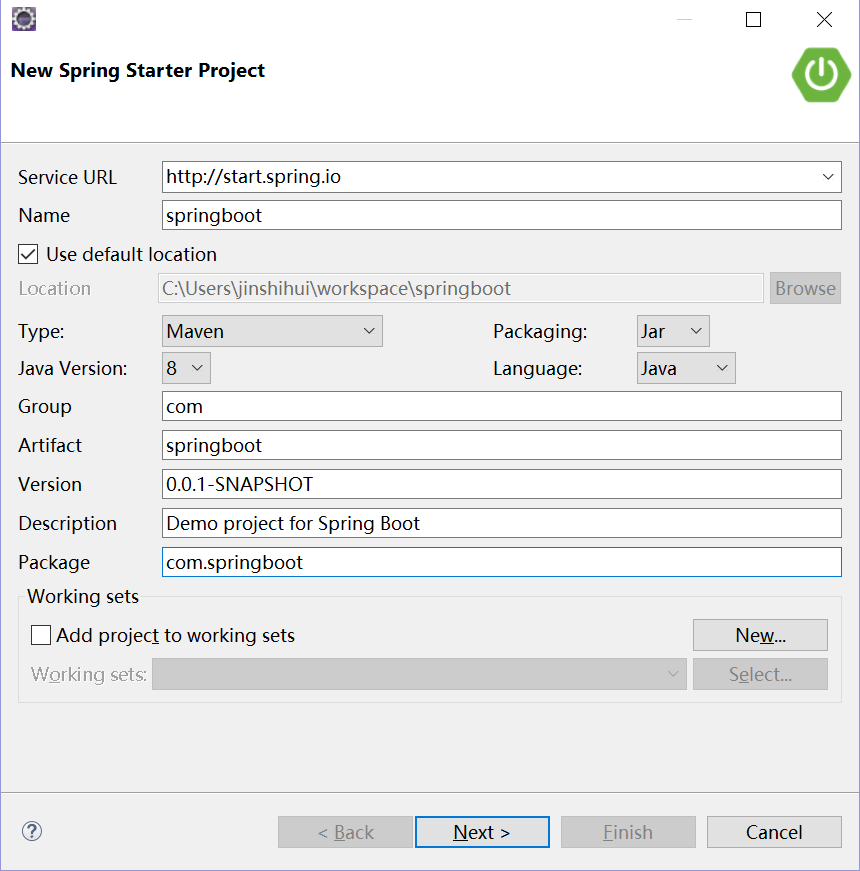 New Spring Starter Project
Service URL http://start.spring.io
Name springboot
Use default location
Location C:\Users\jinshihui\workspace\springboot Browse
Type: Maven Packaging: Jar
Java Version: 8 Language: Java
Group com
Artifact springboot
Version 0.0.1-SNAPSHOT
Description Demo project for Spring Boot
Package com.springboot
Working sets
Add project to working sets New...
Working sets: Select...
? < Back Next > Finish Cancel